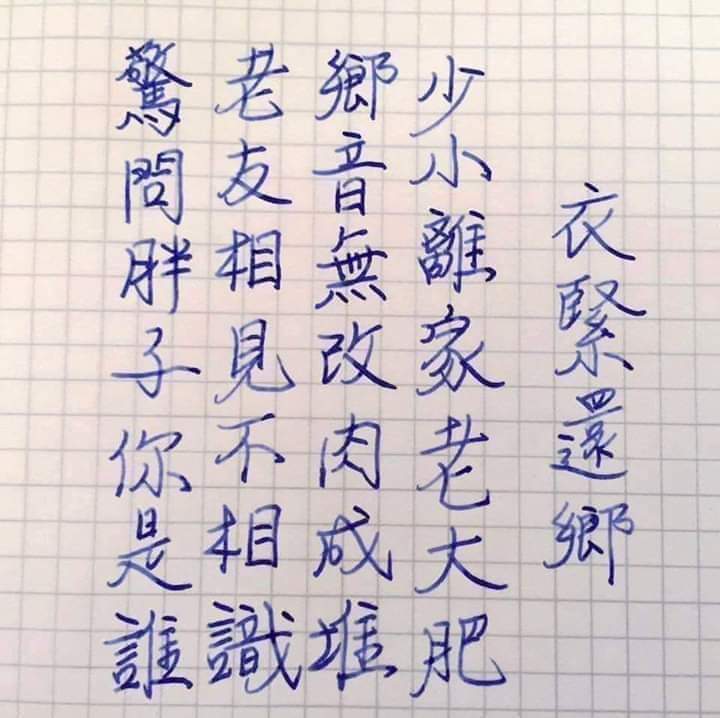 衣緊還鄉
少小離家老大肥
鄉音無改肉成堆
老友相見不相識
驚問胖子你是誰